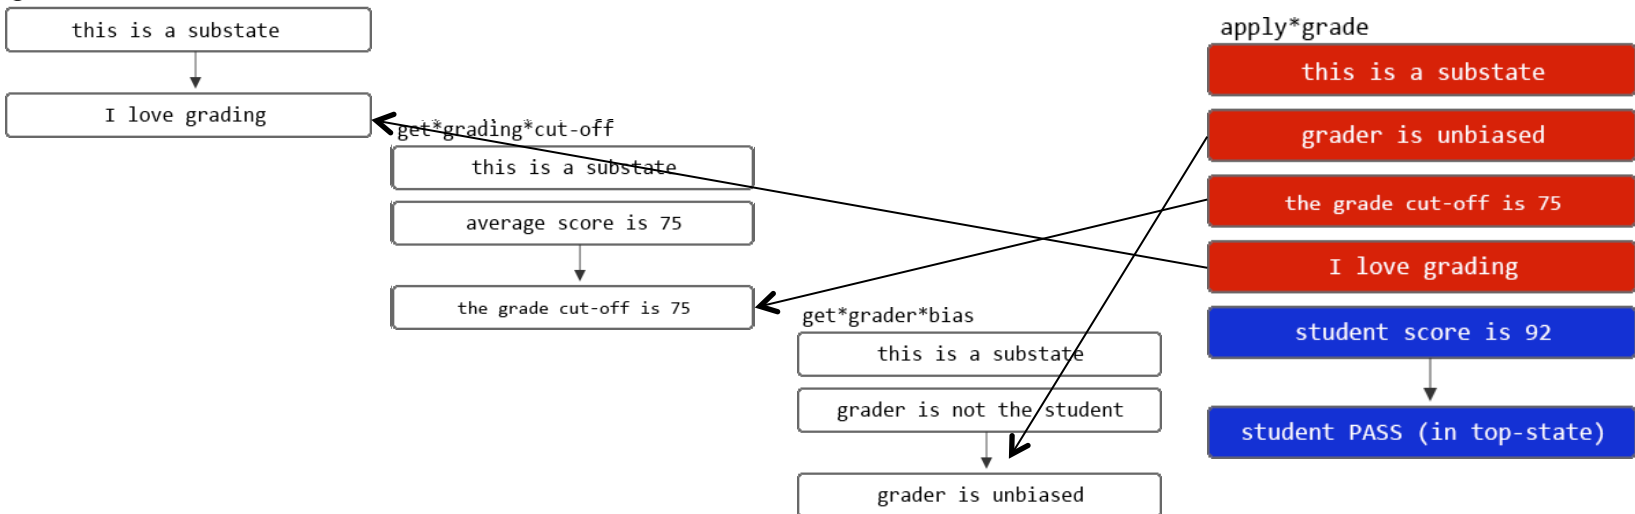 this is a substate
I love grading
get*grading*cut-off
this is a substate
average score is 75
the grade cut-off is 75
get*grader*bias
this is a substate
grader is not the student
grader is unbiased
apply*grade
this is a substate
grader is unbiased
the grade cut-off is 75
I love grading
student score is 92
student PASS (in top-state)